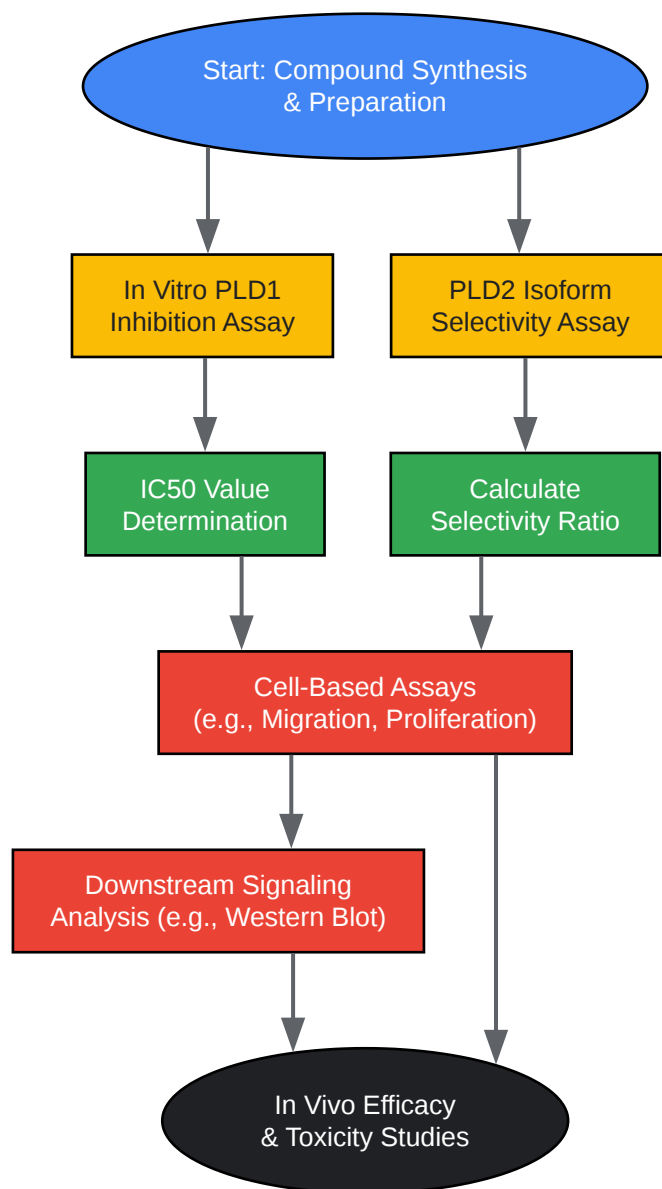 Start: Compound Synthesis
& Preparation
In Vitro PLD1
Inhibition Assay
PLD2 Isoform
Selectivity Assay
IC50 Value
Determination
Calculate
Selectivity Ratio
Cell-Based Assays
(e.g., Migration, Proliferation)
Downstream Signaling
Analysis (e.g., Western Blot)
In Vivo Efficacy
& Toxicity Studies